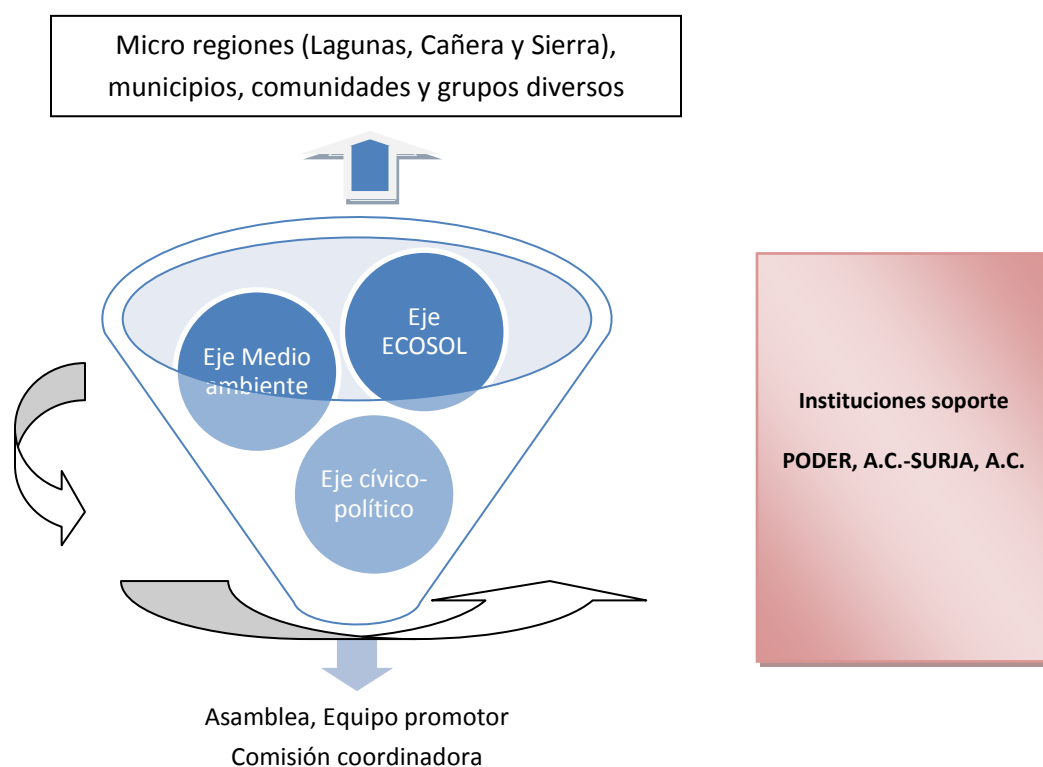 Micro regiones (Lagunas, Cañera y Sierra),
municipios, comunidades y grupos diversos
Eje
ECOSOL
Eje Medio
ambiente
Eje cívico-
político
Instituciones soporte
PODER, A.C.-SURJA, A.C.
Asamblea, Equipo promotor
Comisión coordinadora